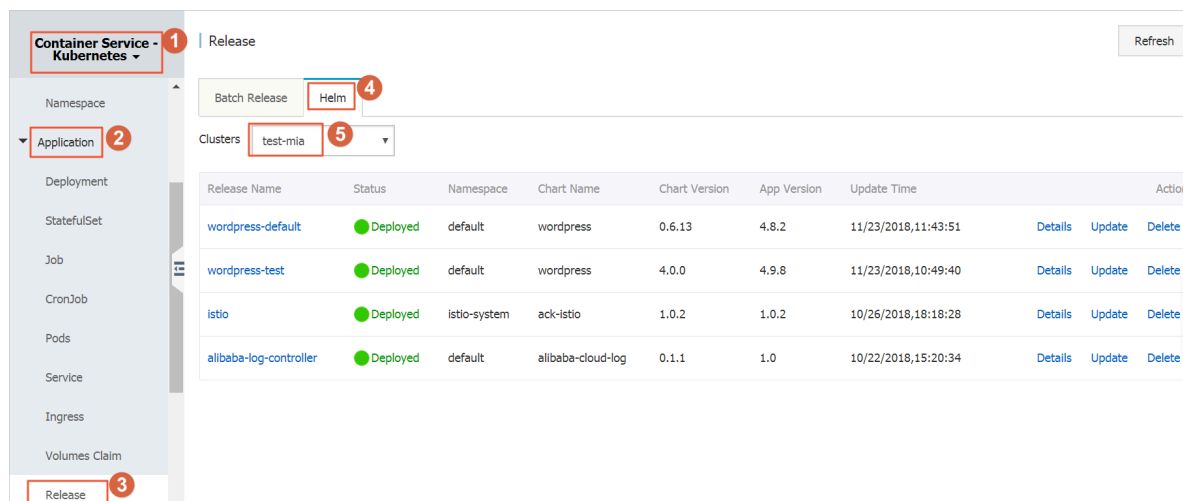 Container Service -
Kubernetes
1
Release
Refresh
Namespace
Batch Release
Helm
4
Application
2
Clusters
test-mia
5
Deployment
Release Name Status Namespace Chart Name Chart Version App Version Update Time Action
StatefulSet
wordpress-default Deployed default wordpress 0.6.13 4.8.2 11/23/2018,11:43:51 Details Update Delete
Job
wordpress-test Deployed default wordpress 4.0.0 4.9.8 11/23/2018,10:49:40 Details Update Delete
CronJob
istio Deployed istio-system ack-istio 1.0.2 1.0.2 10/26/2018,18:18:28 Details Update Delete
Pods
alibaba-log-controller Deployed default alibaba-cloud-log 0.1.1 1.0 10/22/2018,15:20:34 Details Update Delete
Service
Ingress
Volumes Claim
Release
3